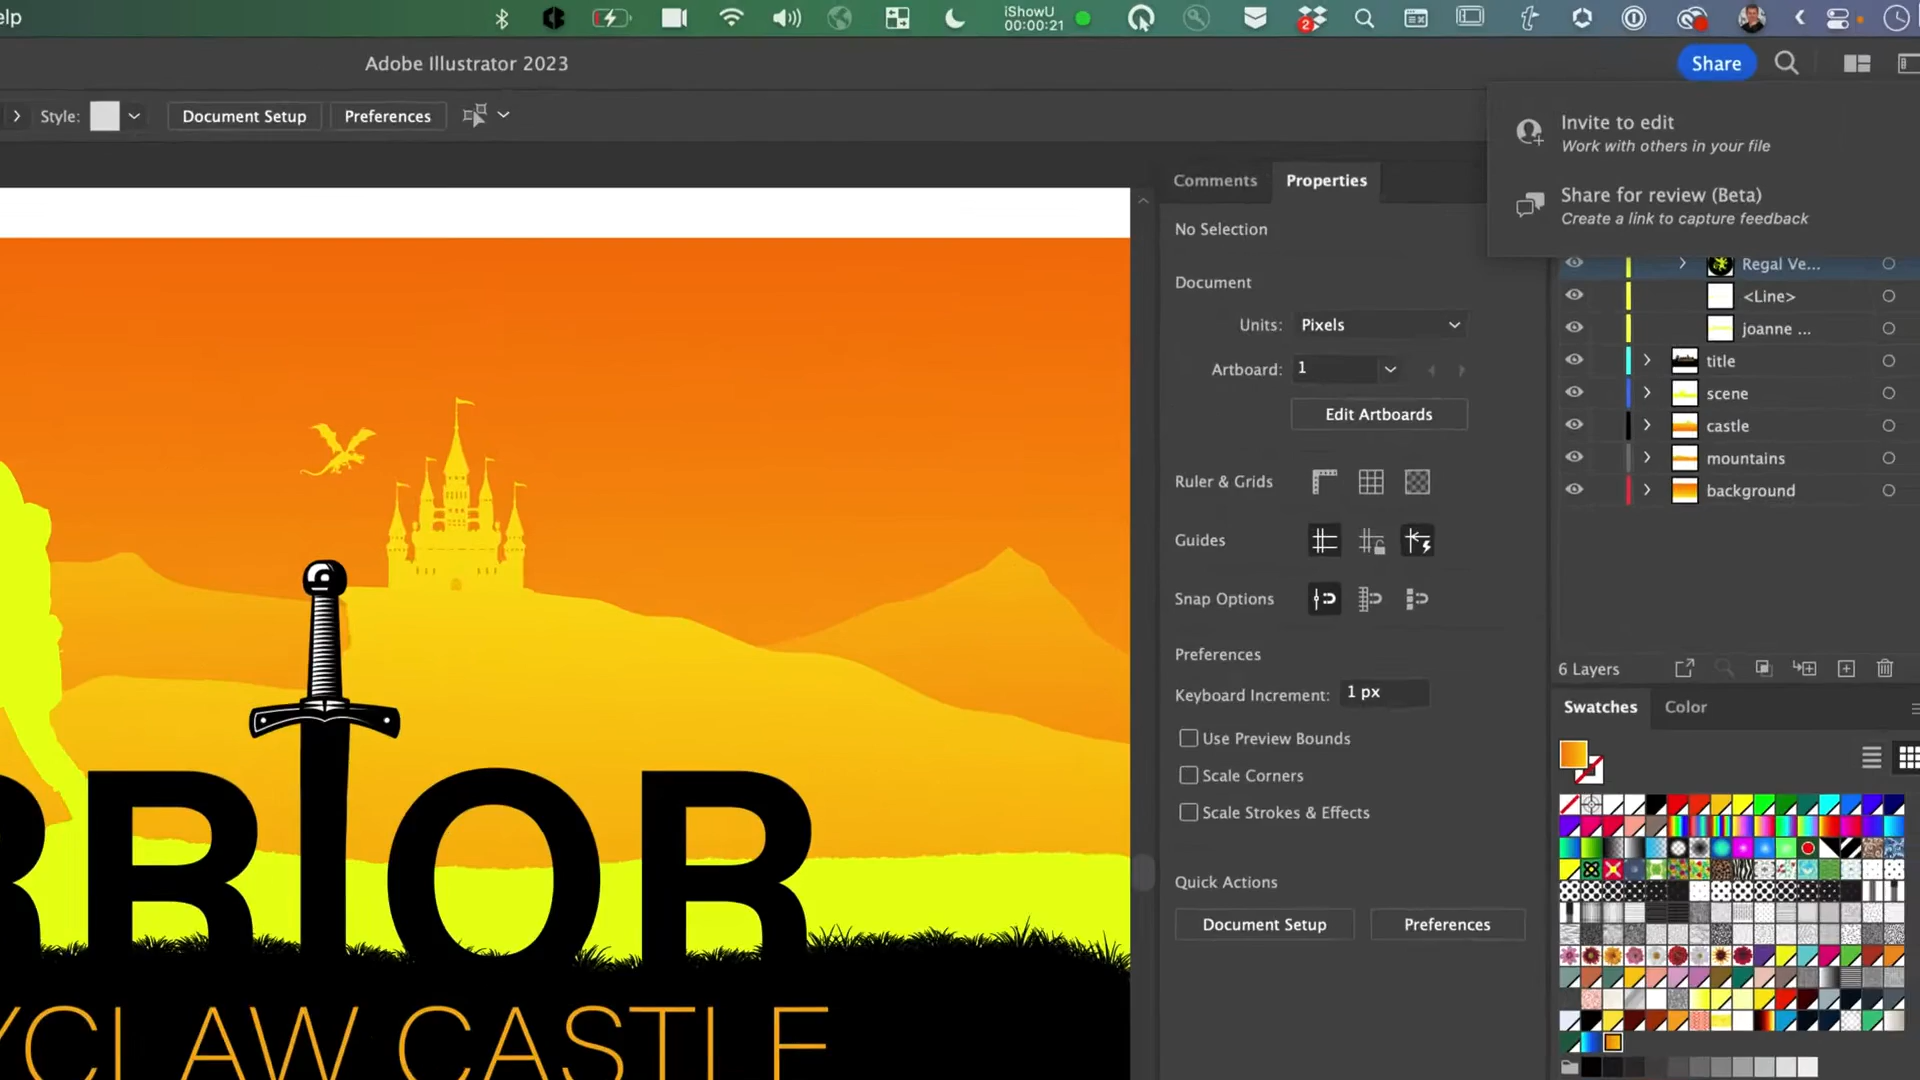 elp
iShowU
00:00:21
2
Adobe Illustrator 2023
Share
Style:
Document Setup
Preferences
Invite to edit
Work with others in your file
Share for review (Beta)
Create a link to capture feedback
Comments
Properties
No Selection
Document
Units:
Pixels
Artboard:
1
Edit Artboards
Ruler & Grids
Guides
Snap Options
Preferences
Keyboard Increment:
1 px
Use Preview Bounds
Scale Corners
Scale Strokes & Effects
Quick Actions
Document Setup
Preferences
Regal Ve...
<Line>
joanne ...
title
scene
castle
mountains
background
6 Layers
Swatches
Color
RRIOR
YCLAW CASTLE